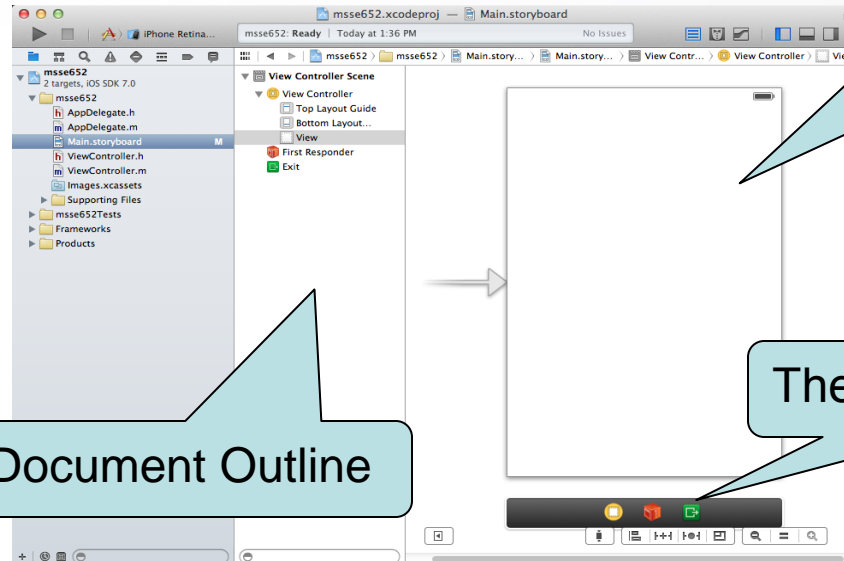 msse652.xcodeproj — Main.storyboard
iPhone Retina...
msse652: Ready | Today at 1:36 PM
No Issues
msse652
msse652
Main.story...
Main.story...
View Contr...
View Controller
msse652
2 targets, iOS SDK 7.0
msse652
AppDelegate.h
AppDelegate.m
Main.storyboard M
ViewController.h
ViewController.m
Images.xcassets
Supporting Files
msse652Tests
Frameworks
Products
View Controller Scene
View Controller
Top Layout Guide
Bottom Layout...
View
First Responder
Exit
The
Document Outline